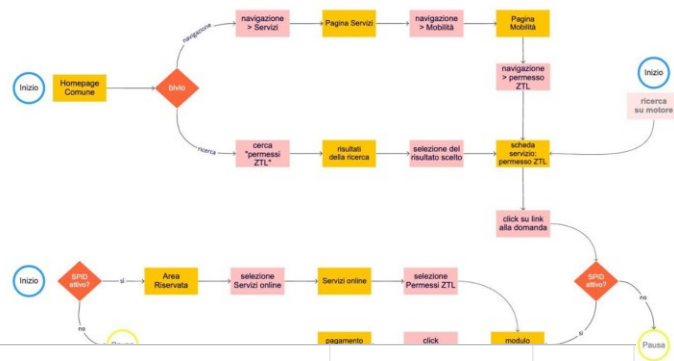 navigazione
> Servizi
Pagina Servizi
navigazione
> Mobilità
Pagina
Mobilità
navigazione
Inizio
Homepage
Comune
bivio
navigazione
> permesso
ZTL
Inizio
ricerca
su motore
ricerca
cerca
"permessi
ZTL"
risultati
della ricerca
selezione del
risultato scelto
scheda
servizio:
permesso ZTL
click su link
alla domanda
Inizio
SPID
attivo?
si
Area
Riservata
selezione
Servizi online
Servizi online
selezione
Permessi ZTL
SPID
attivo?
no
no
si
Pausa
pagamento
click
modulo
Pausa